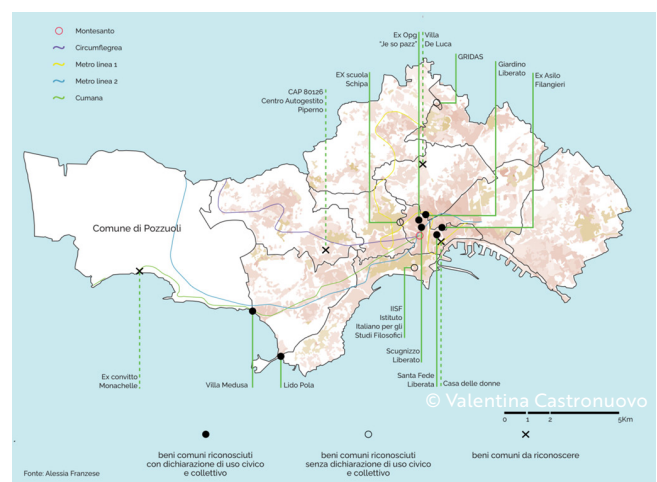 Montesanto
Circumflegrea
Metro linea 1
Metro linea 2
Cumana
Ex Opg
"Je so pazz"
Villa
De Luca
GRIDAS
EX scuola
Schipa
Giardino
Liberato
Ex Asilo
Filangieri
CAP 80126
Centro Autogestito
Piperno
Comune di Pozzuoli
IISF
Istituto
Italiano per gli
Studi Filosofici
Scugnizzo
Liberato
Santa Fede
Liberata
Casa delle donne
Ex convitto
Monachelle
Villa Medusa
Lido Pola
© Valentina Castronuovo
0 1 2 5Km
beni comuni riconosciuti
con dichiarazione di uso civico
e collettivo
beni comuni riconosciuti
senza dichiarazione di uso civico
e collettivo
beni comuni da riconoscere
Fonte: Alessia Franzese